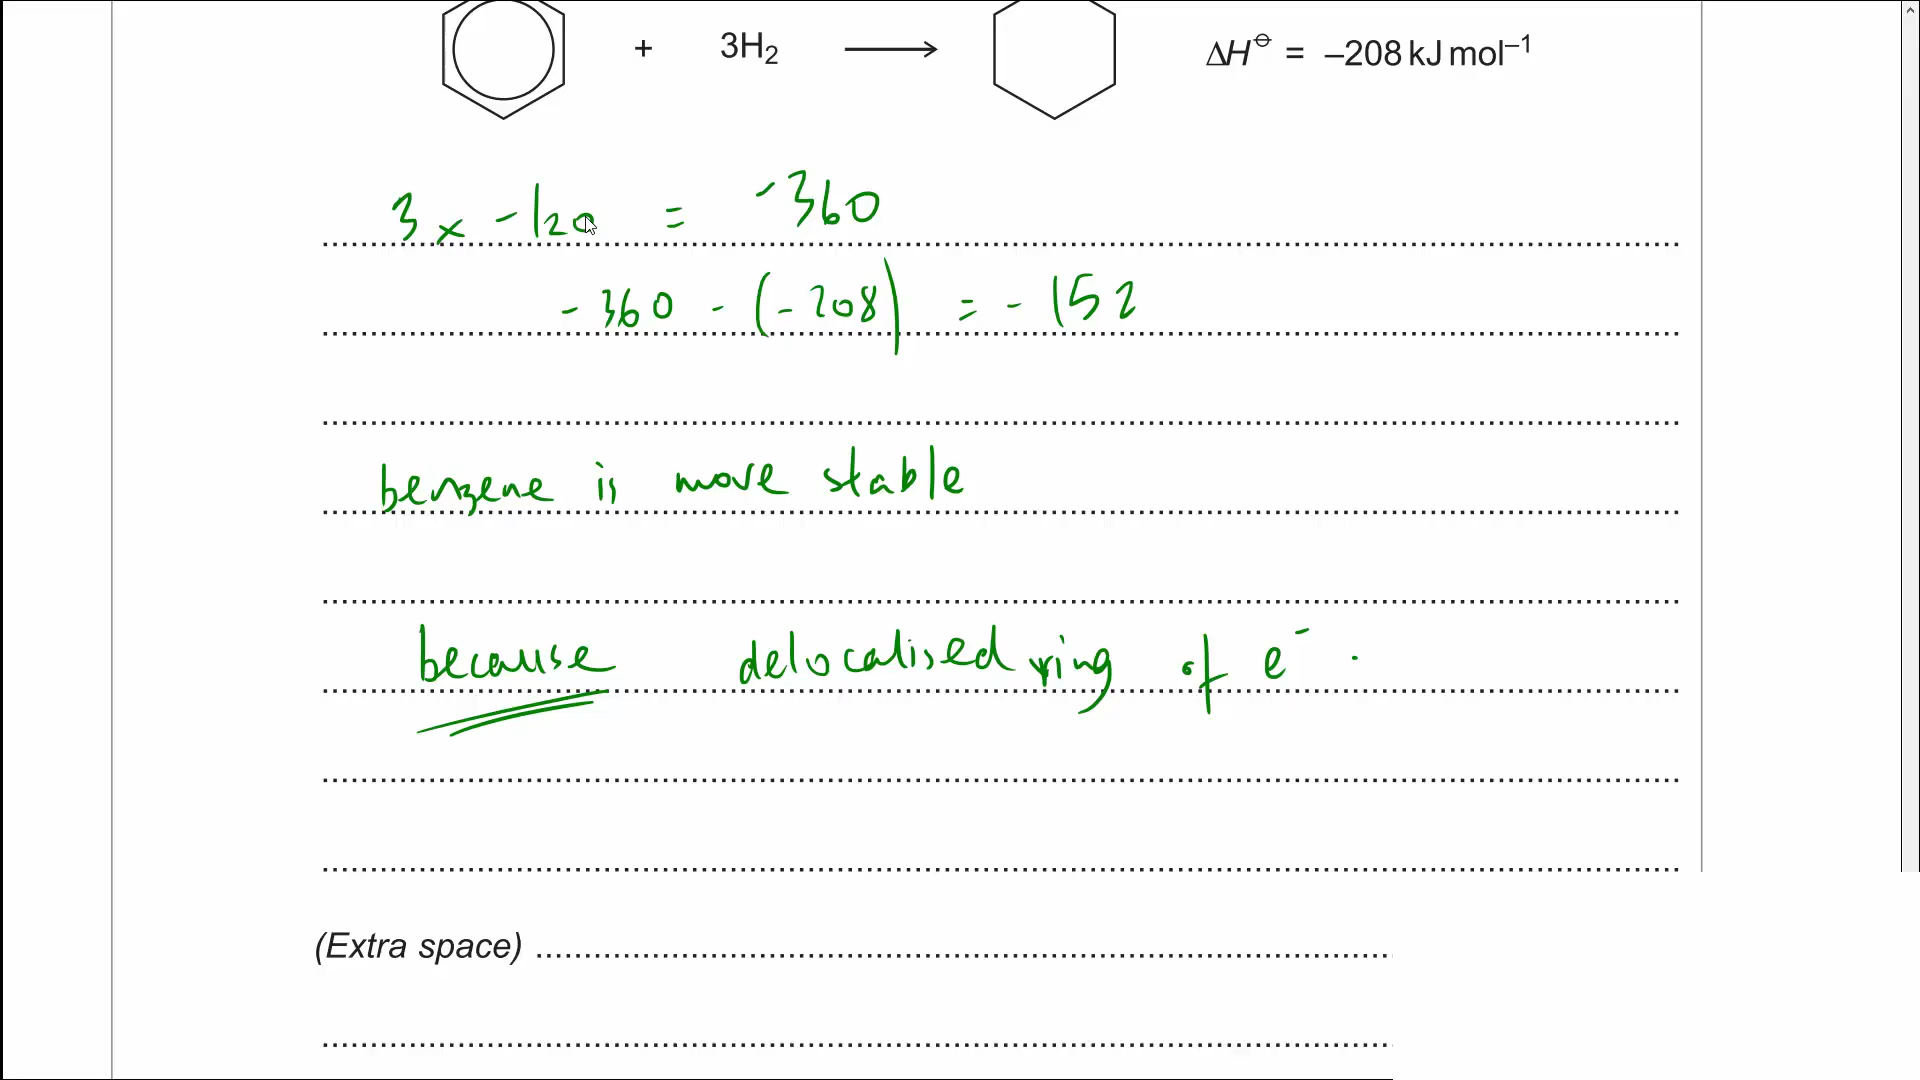 + 3H₂ ⟶ ΔH⊖ = –208 kJ mol⁻¹
3 x -120 = -360
-360 - (-208) = -152
benzene is more stable
because delocalised ring of e⁻.
(Extra space)